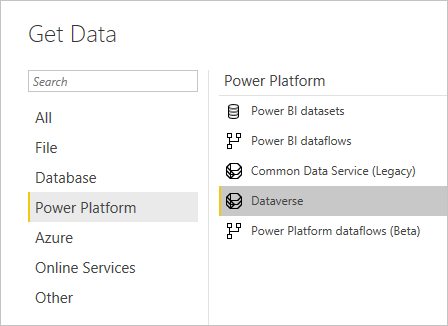 Get Data
Search
All
File
Database
Power Platform
Azure
Online Services
Other
Power Platform
Power BI datasets
Power BI dataflows
Common Data Service (Legacy)
Dataverse
Power Platform dataflows (Beta)